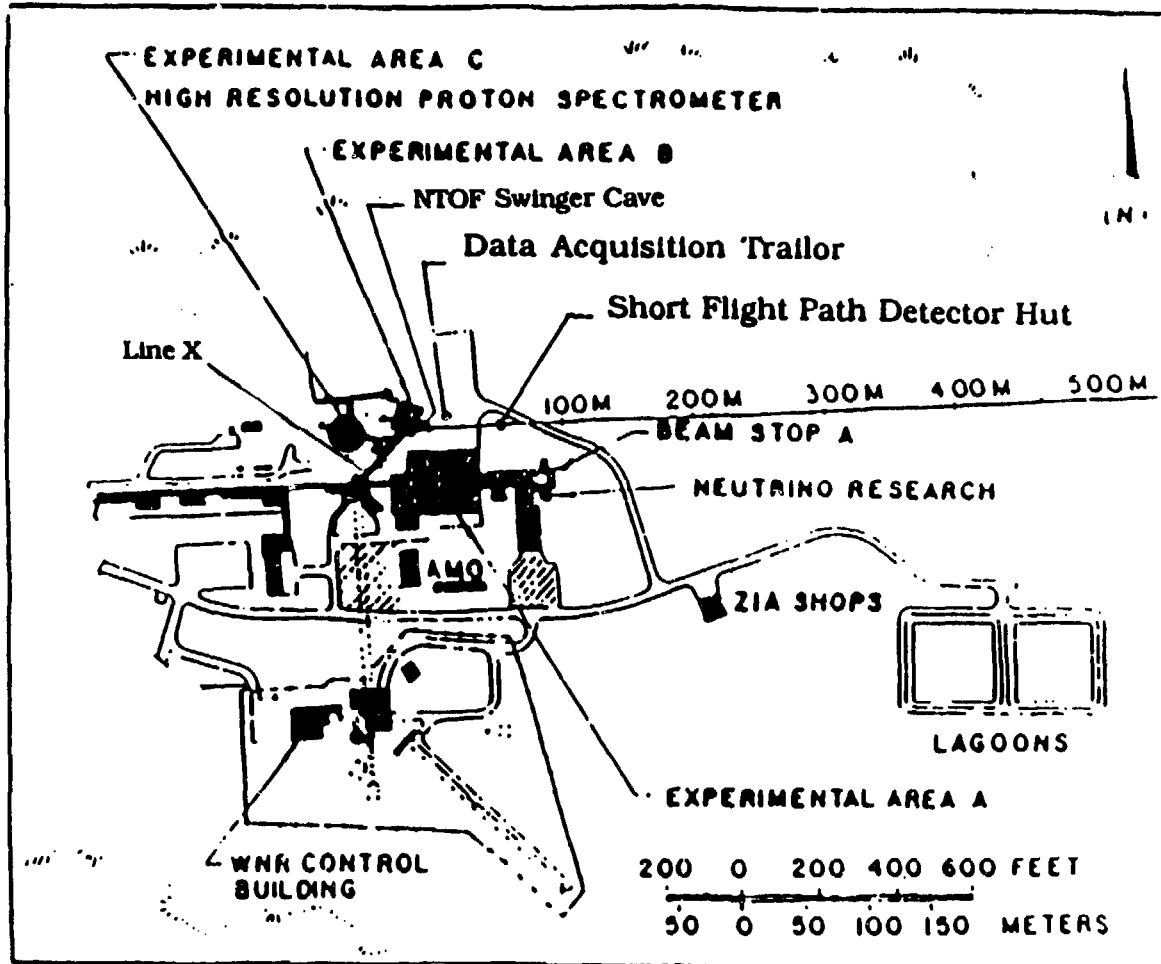 EXPERIMENTAL AREA C
HIGH RESOLUTION PROTON SPECTROMETER
EXPERIMENTAL AREA B
NTOF Swinger Cave
Data Acquisition Trailor
Short Flight Path Detector Hut
N
Line X
100M 200M 300M 400M 500M
BEAM STOP A
NEUTRINO RESEARCH
AMO
ZIA SHOPS
LAGOONS
EXPERIMENTAL AREA A
WNR CONTROL
BUILDING
200 0 200 400 600 FEET
50 0 50 100 150 METERS